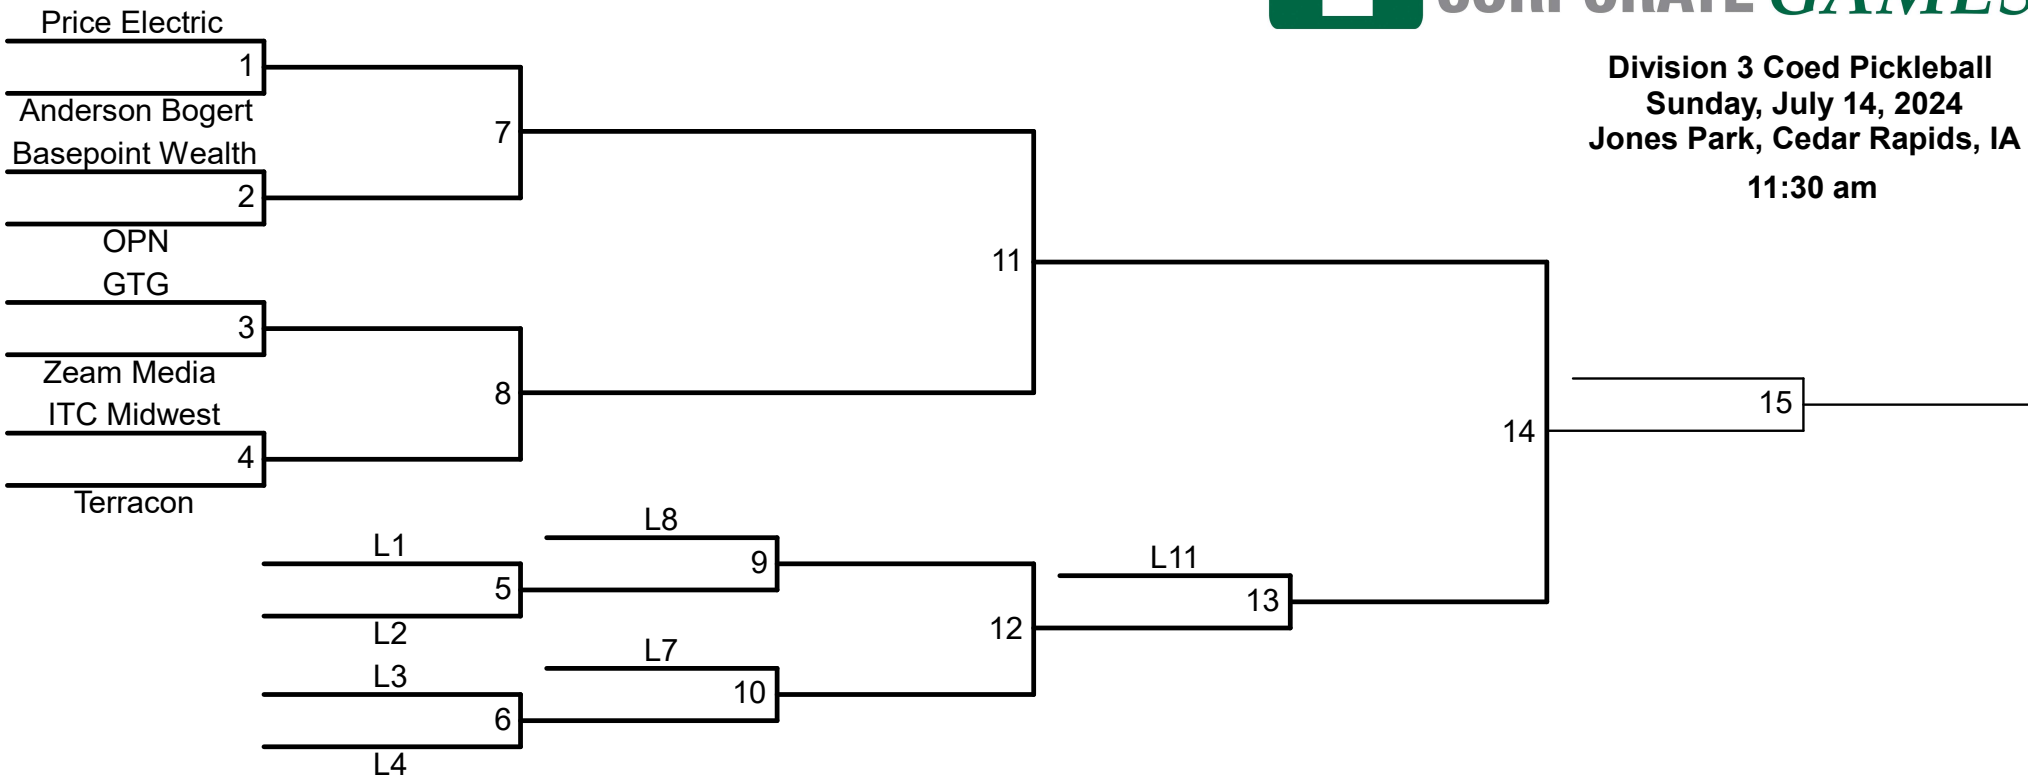 CORPORATE GAMES
Division 3 Coed Pickleball
Sunday, July 14, 2024
Jones Park, Cedar Rapids, IA
11:30 am
Price Electric
1
Anderson Bogert
7
Basepoint Wealth
2
OPN
11
GTG
3
Zeam Media
8
ITC Midwest
4
Terracon
14
15
L8
L1
9
L11
5
13
L2
12
L7
L3
10
6
L4